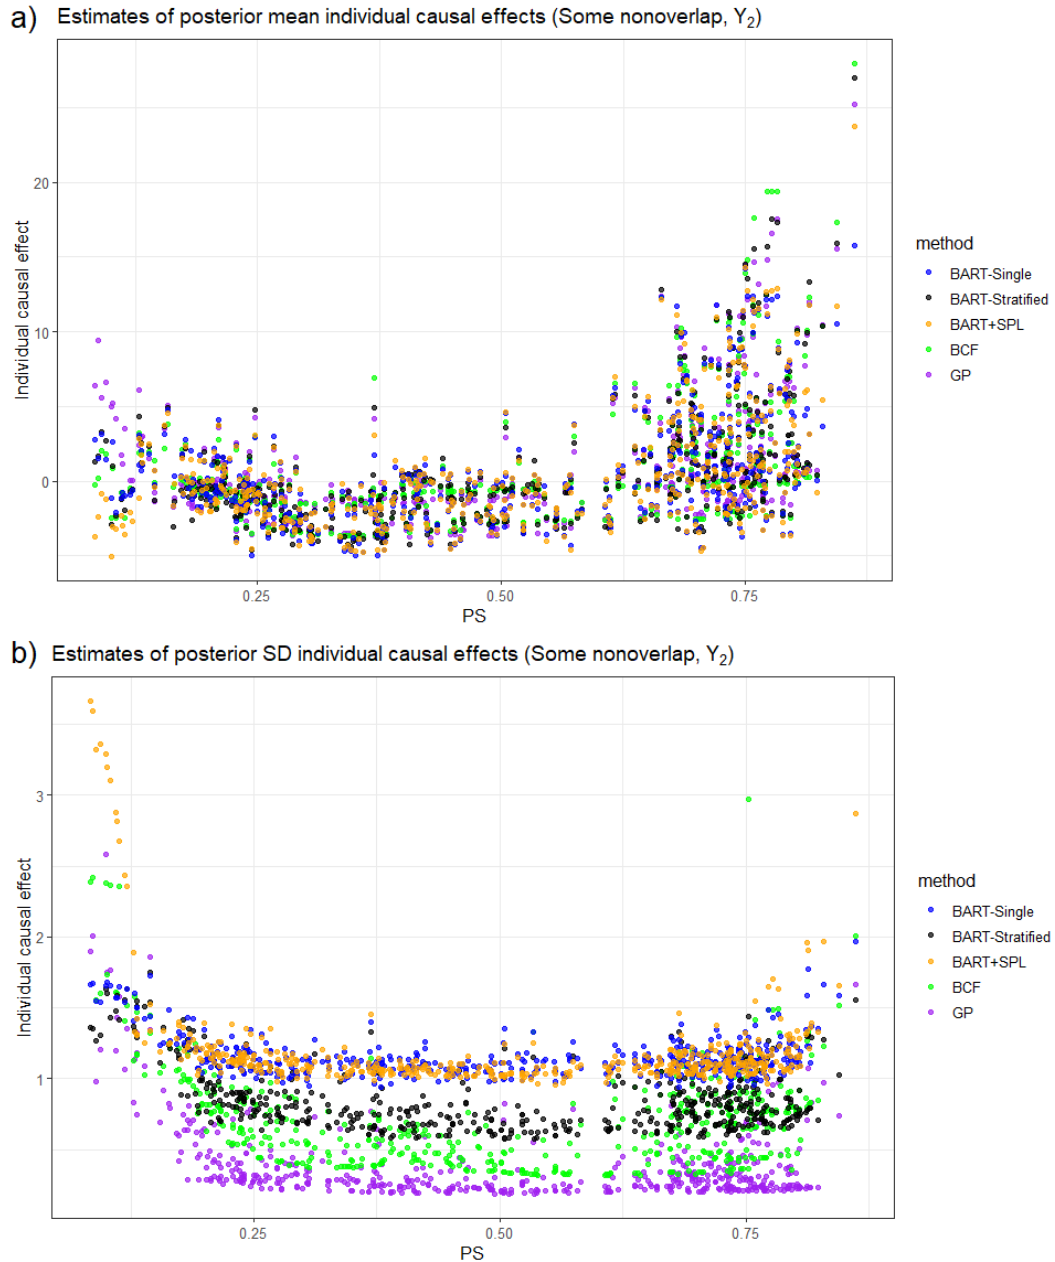 a) Estimates of posterior mean individual causal effects (Some nonoverlap, Y₂)
Individual causal effect
20
10
0
0.25 0.50 0.75
PS
method
BART-Single
BART-Stratified
BART+SPL
BCF
GP
b) Estimates of posterior SD individual causal effects (Some nonoverlap, Y₂)
Individual causal effect
3
2
1
0.25 0.50 0.75
PS
method
BART-Single
BART-Stratified
BART+SPL
BCF
GP